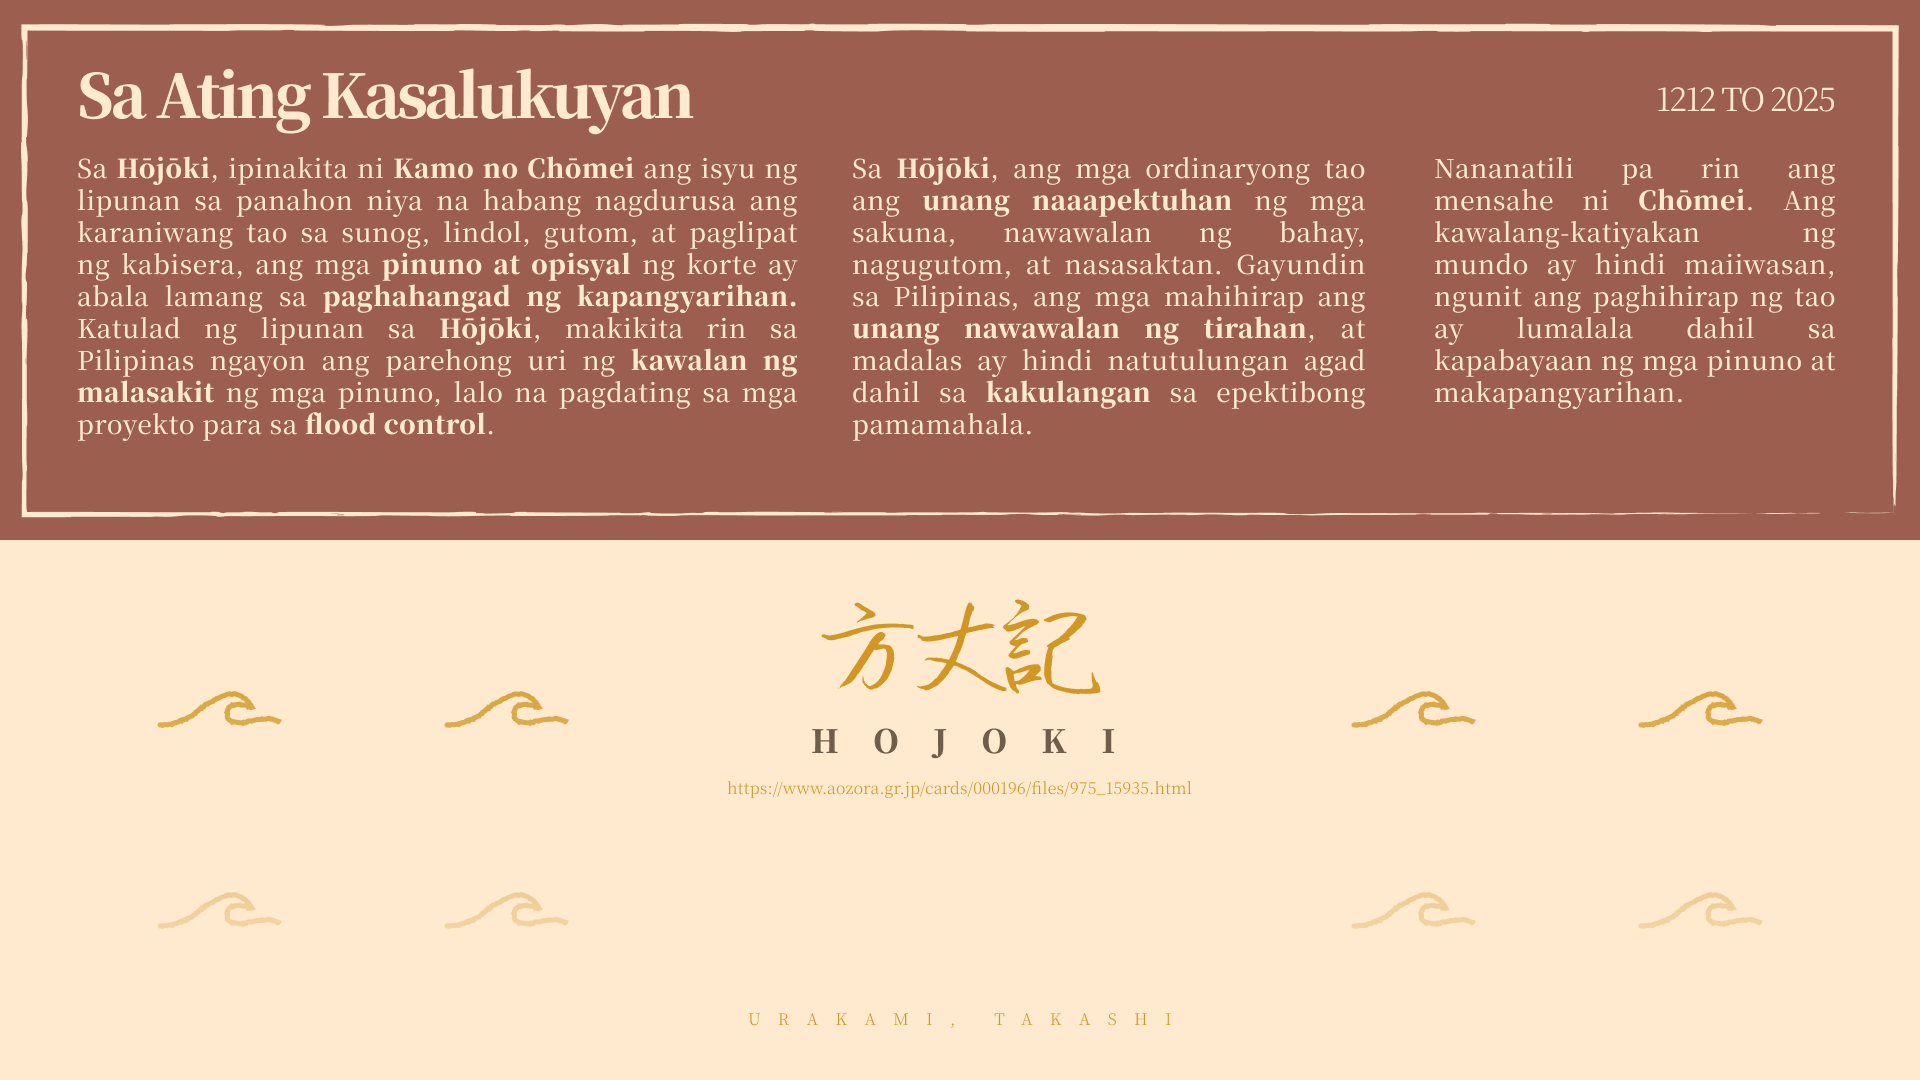 Sa Ating Kasalukuyan
1212 TO 2025
Sa Hōjōki, ipinakita ni Kamo no Chōmei ang isyu ng
lipunan sa panahon niya na habang nagdurusa ang
karaniwang tao sa sunog, lindol, gutom, at paglipat
ng kabisera, ang mga pinuno at opisyal ng korte ay
abala lamang sa paghahangad ng kapangyarihan.
Katulad ng lipunan sa Hōjōki, makikita rin sa
Pilipinas ngayon ang parehong uri ng kawalan ng
malasakit ng mga pinuno, lalo na pagdating sa mga
proyekto para sa flood control.
Sa Hōjōki, ang mga ordinaryong tao
ang unang naaapektuhan ng mga
sakuna, nawawalan ng bahay,
nagugutom, at nasasaktan. Gayundin
sa Pilipinas, ang mga mahihirap ang
unang nawawalan ng tirahan, at
madalas ay hindi natutulungan agad
dahil sa kakulangan sa epektibong
pamamahala.
Nananatili pa rin ang
mensahe ni Chōmei. Ang
kawalang-katiyakan ng
mundo ay hindi maiiwasan,
ngunit ang paghihirap ng tao
ay lumalala dahil sa
kapabayaan ng mga pinuno at
makapangyarihan.
方丈記
HOJOKI
https://www.aozora.gr.jp/cards/000196/files/975_15935.html
URAKAMI, TAKASHI